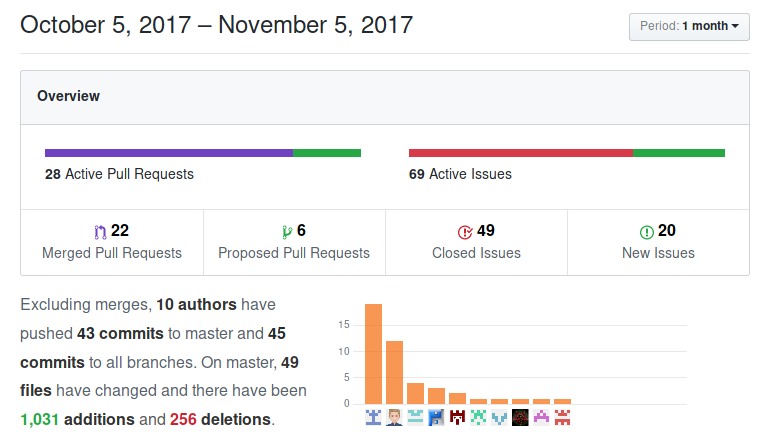 October 5, 2017 – November 5, 2017
Period: 1 month
Overview
28 Active Pull Requests
69 Active Issues
22
Merged Pull Requests
6
Proposed Pull Requests
49
Closed Issues
20
New Issues
Excluding merges, 10 authors have
pushed 43 commits to master and 45
commits to all branches. On master, 49
files have changed and there have been
1,031 additions and 256 deletions.
15
10
5
0